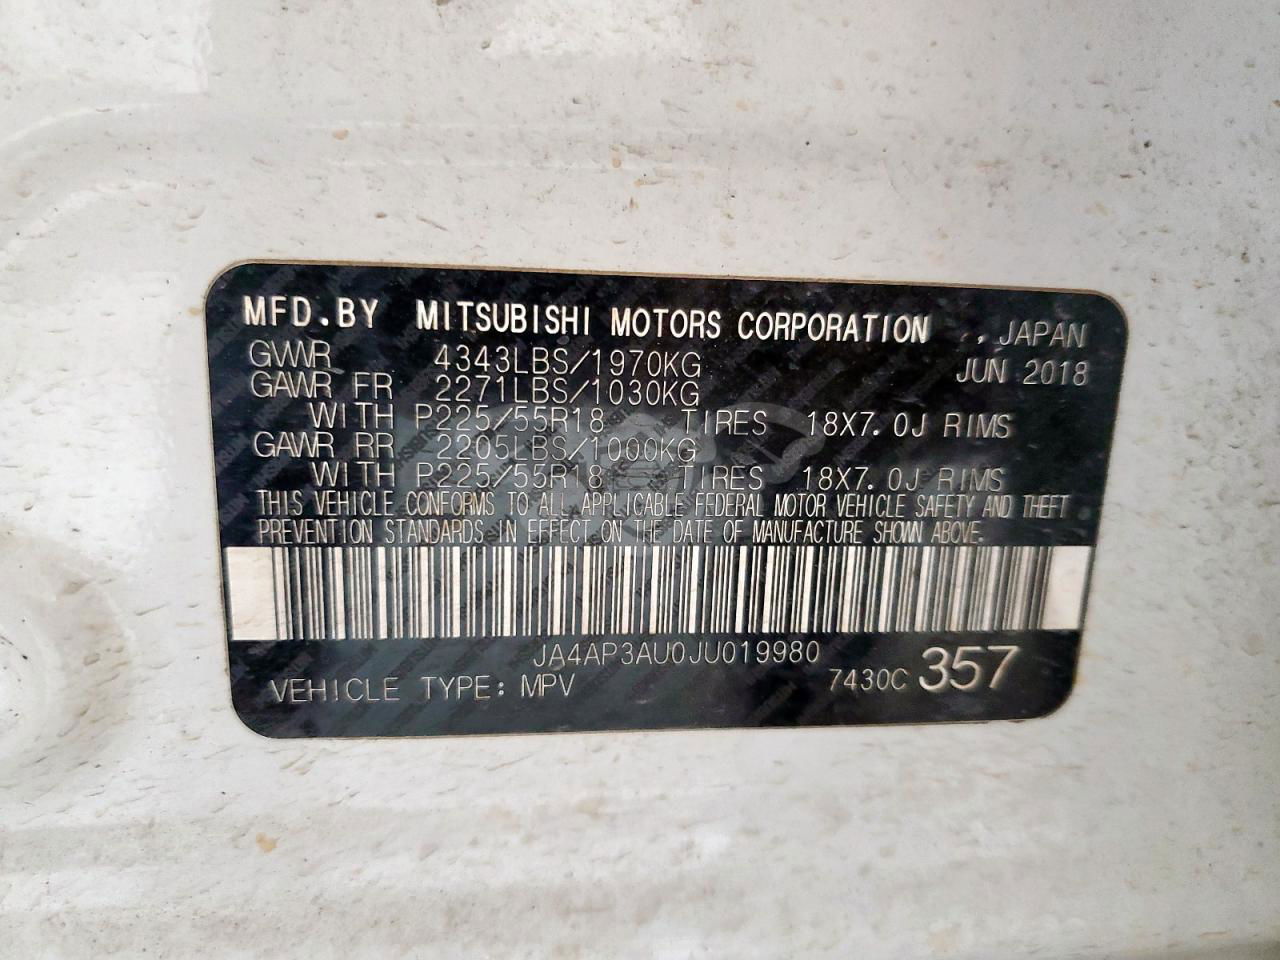 MFD.BY MITSUBISHI MOTORS CORPORATION , JAPAN
GVWR 4343LBS/1970KG JUN 2018
GAWR FR 2271LBS/1030KG
WITH P225/55R18 TIRES 18X7.0J RIMS
GAWR RR 2205LBS/1000KG
WITH P225/55R18 TIRES 18X7.0J RIMS
THIS VEHICLE CONFORMS TO ALL APPLICABLE FEDERAL MOTOR VEHICLE SAFETY AND THEFT
PREVENTION STANDARDS IN EFFECT ON THE DATE OF MANUFACTURE SHOWN ABOVE.
JA4AP3AU0JU019980
VEHICLE TYPE: MPV 7430C 357